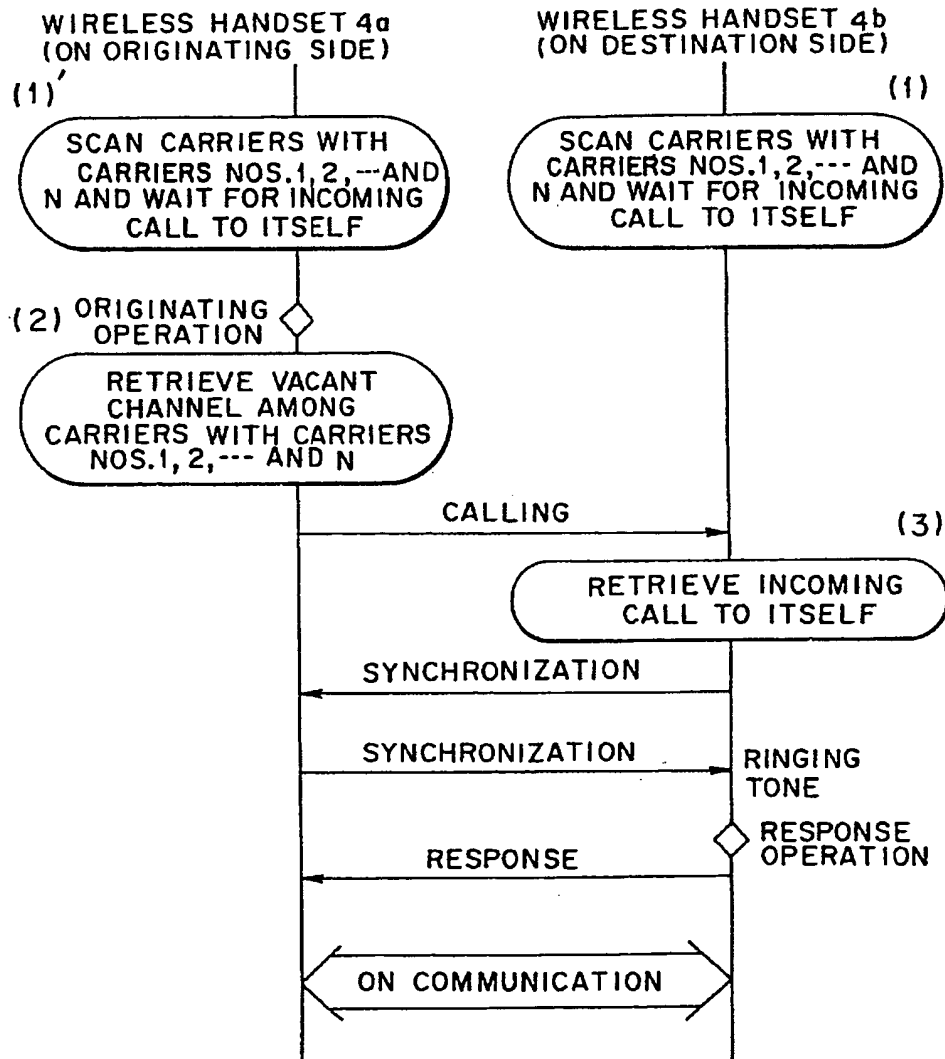 WIRELESS HANDSET 4a
(ON ORIGINATING SIDE)
WIRELESS HANDSET 4b
(ON DESTINATION SIDE)
(1)'
(1)
SCAN CARRIERS WITH
CARRIERS NOS.1,2,---AND
N AND WAIT FOR INCOMING
CALL TO ITSELF
SCAN CARRIERS WITH
CARRIERS NOS.1,2,--- AND
N AND WAIT FOR INCOMING
CALL TO ITSELF
(2)
ORIGINATING
OPERATION
RETRIEVE VACANT
CHANNEL AMONG
CARRIERS WITH CARRIERS
NOS.1,2,--- AND N
CALLING
(3)
RETRIEVE INCOMING
CALL TO ITSELF
SYNCHRONIZATION
SYNCHRONIZATION
RINGING
TONE
RESPONSE
OPERATION
RESPONSE
ON COMMUNICATION